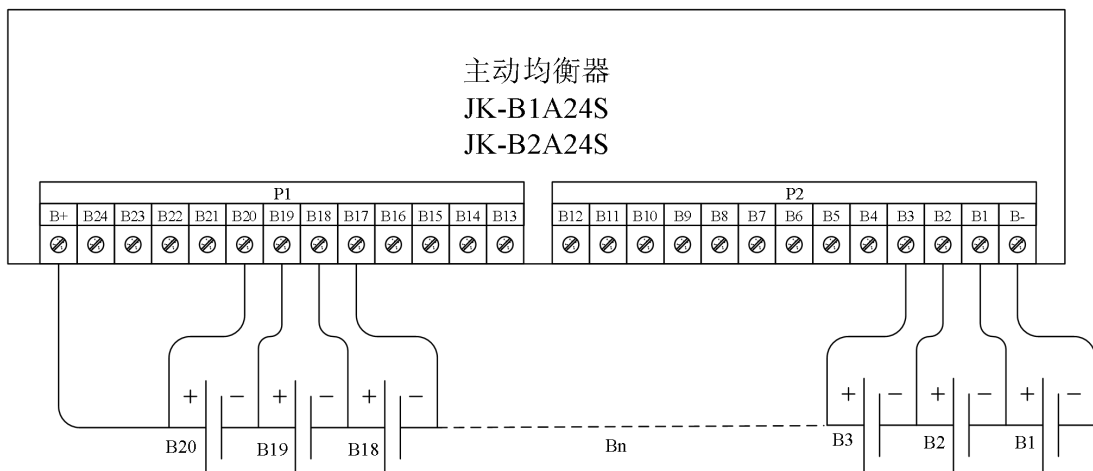 主动均衡器
JK-B1A24S
JK-B2A24S
P1
P2
B+ B24 B23 B22 B21 B20 B19 B18 B17 B16 B15 B14 B13
B12 B11 B10 B9 B8 B7 B6 B5 B4 B3 B2 B1 B-
+ − + − + − + − + − + −
B20 B19 B18 Bn B3 B2 B1